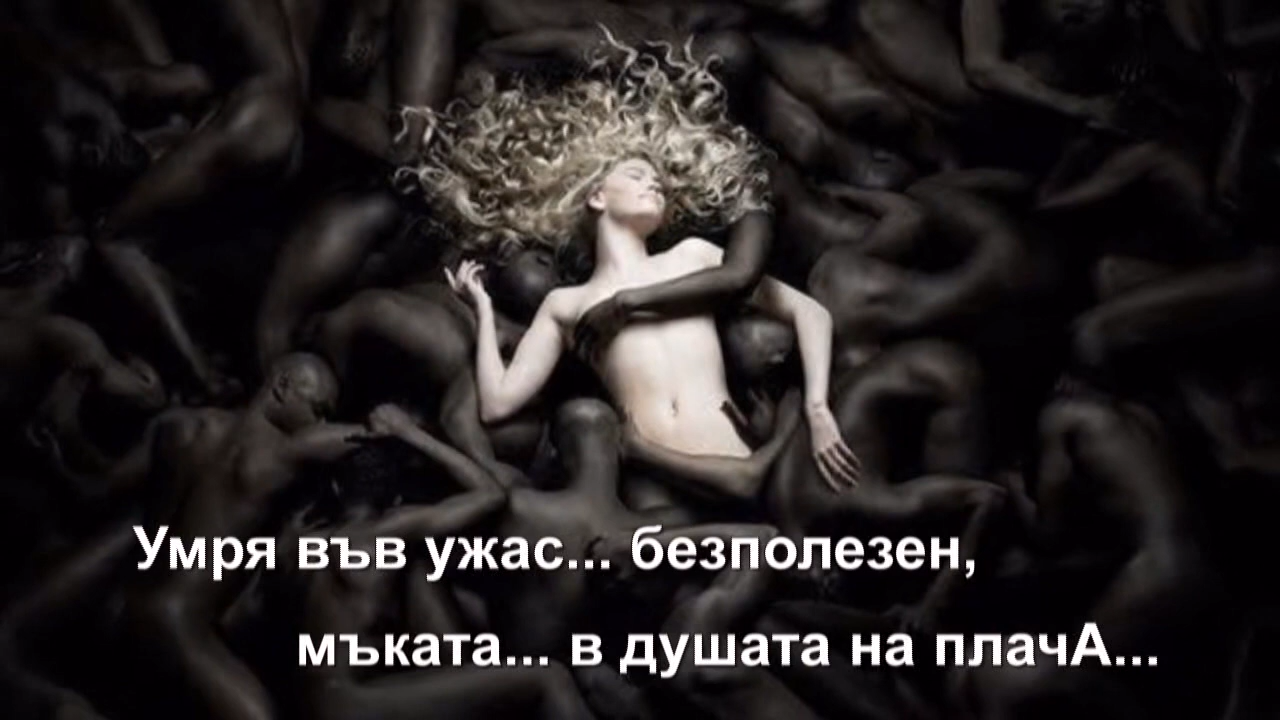 Умря във ужас... безполезен,
мъката... в душата на плачА...